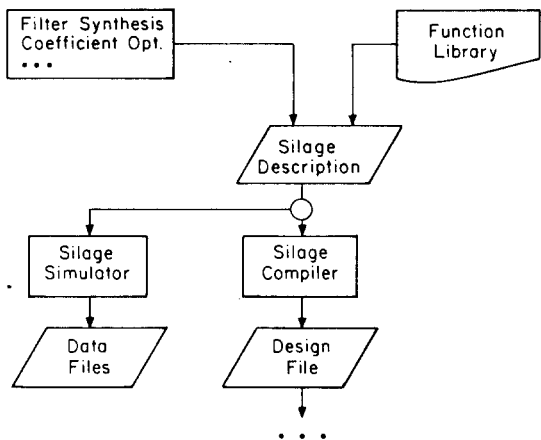 Filter Synthesis
Coefficient Opt.
• • •
Function
Library
Silage
Description
Silage
Simulator
Silage
Compiler
Data
Files
Design
File
• • •